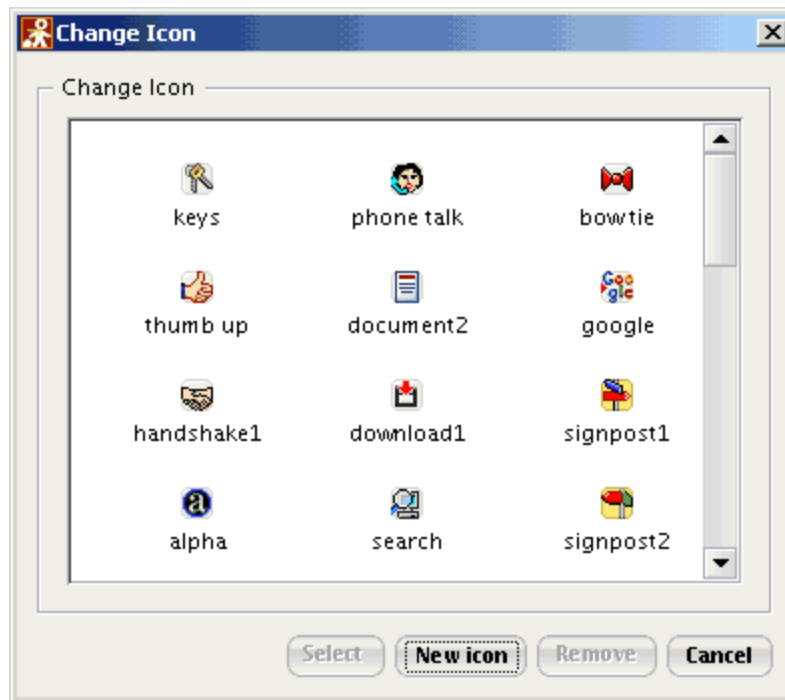 Change Icon
Change Icon
keys phone talk bowtie
thumb up document2 google
handshake1 download1 signpost1
alpha search signpost2
Select New icon Remove Cancel